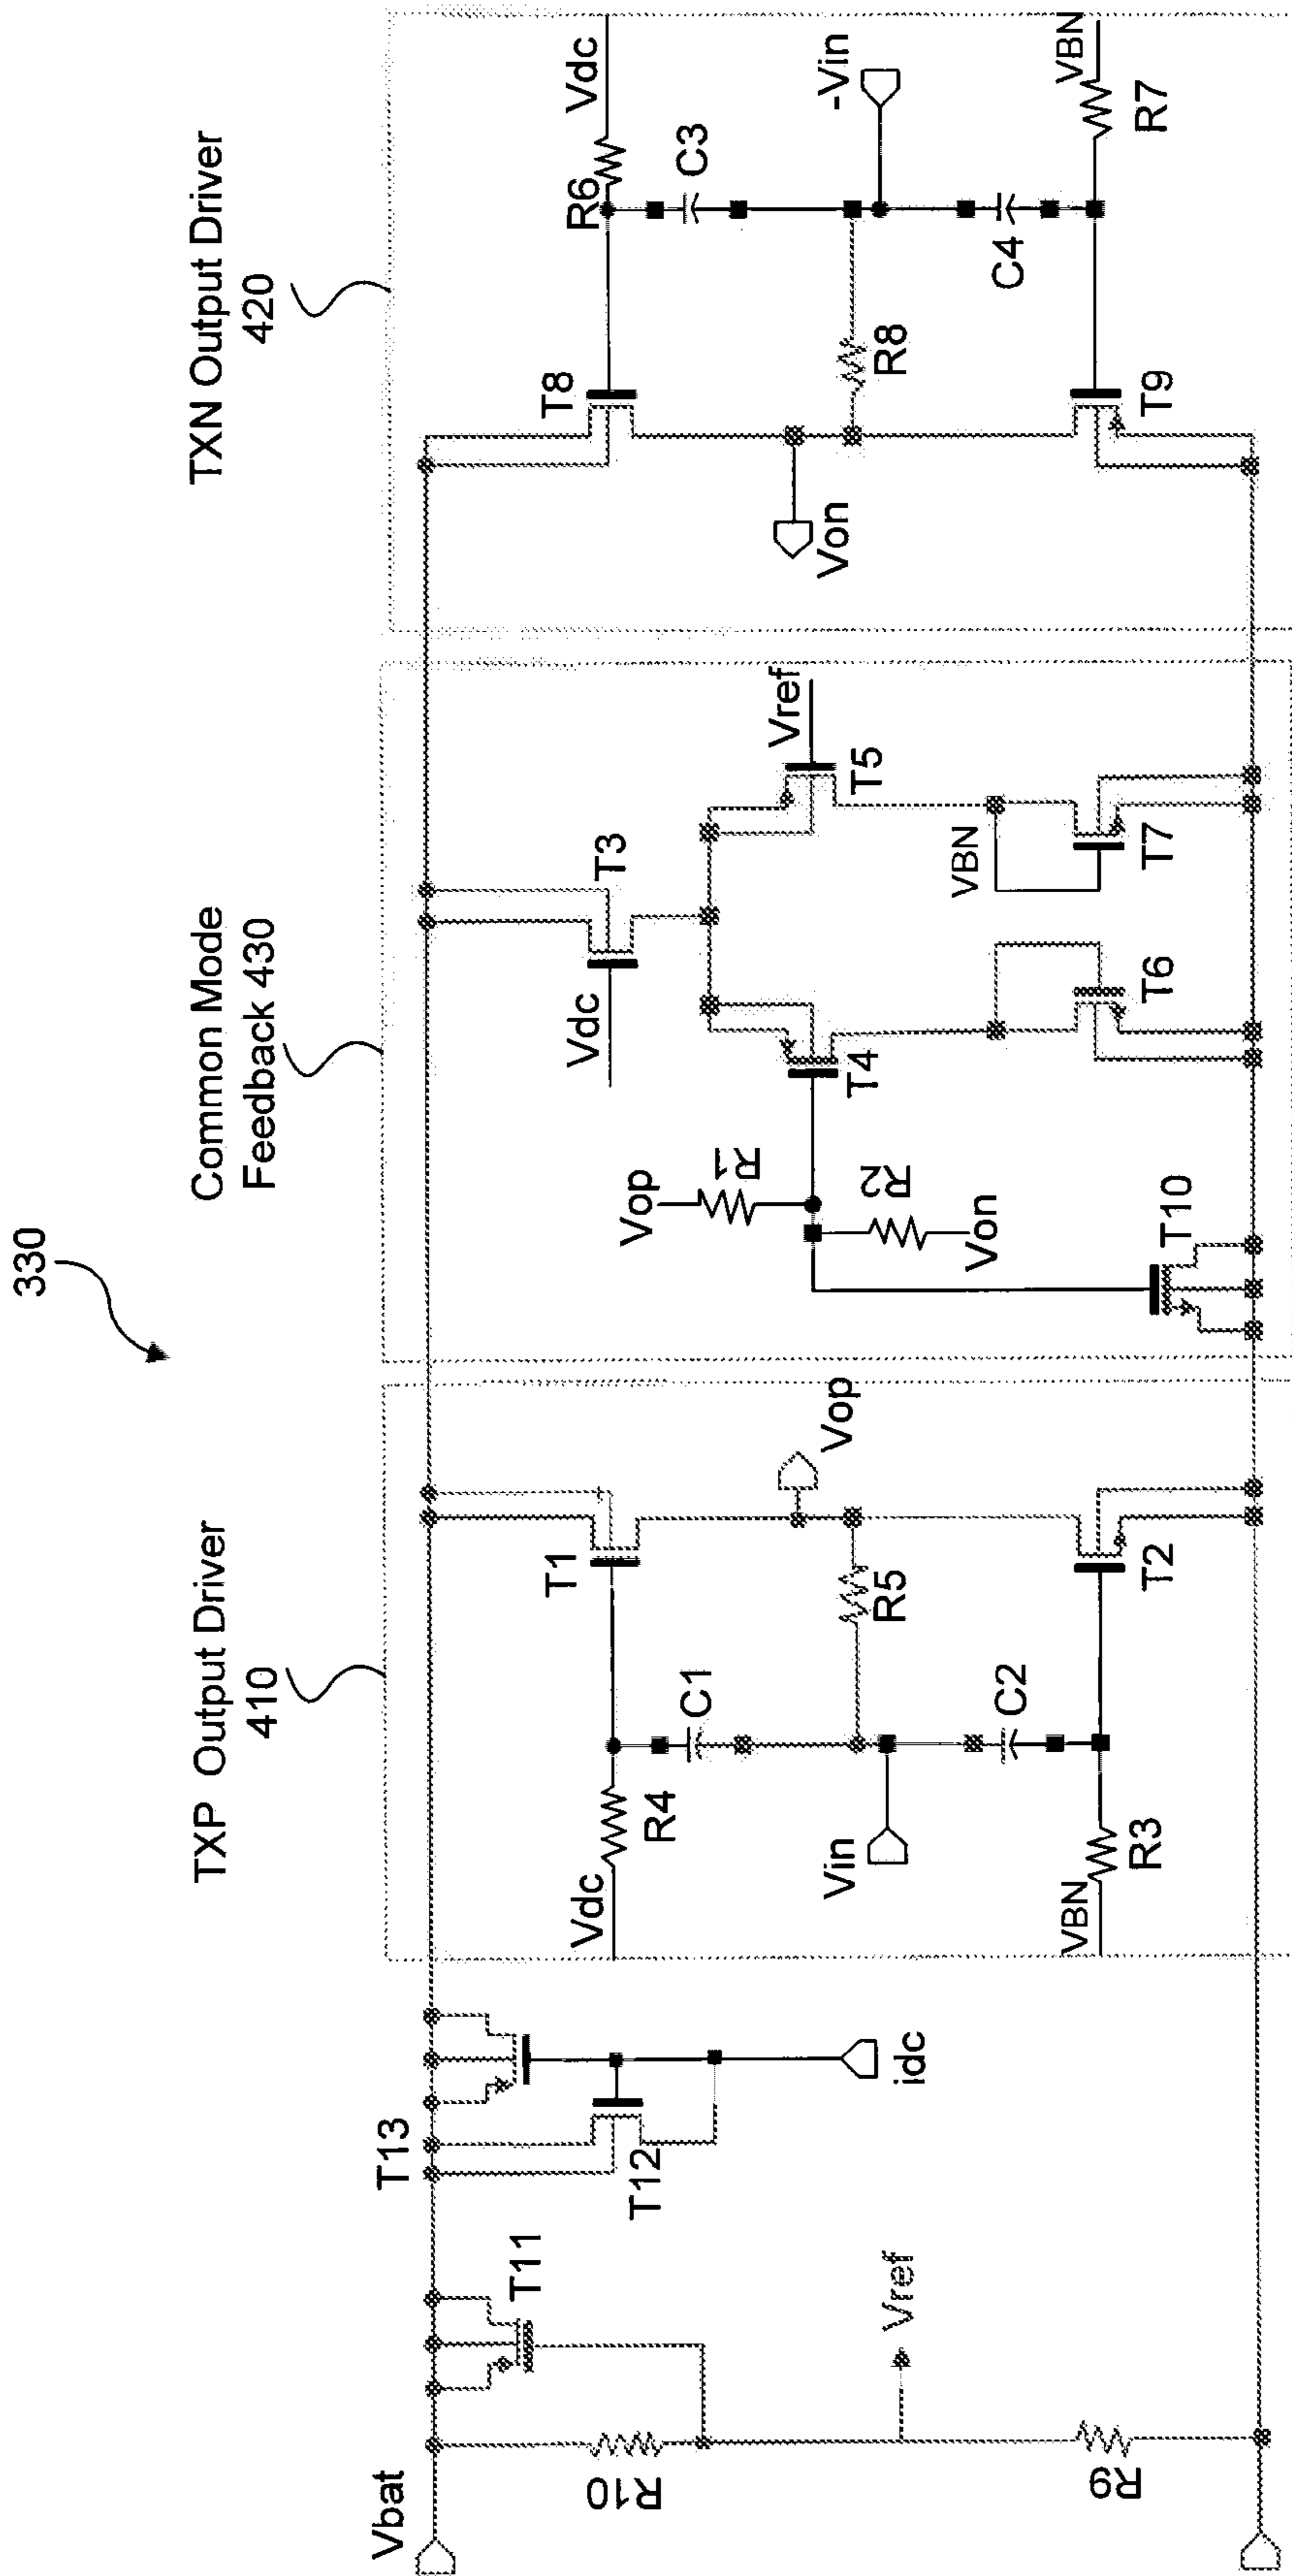 330
TXP Output Driver
410
Common Mode
Feedback 430
TXN Output Driver
420
Vbat
R10
R9
T11
Vref
T13
T12
idc
Vdc
R4
T1
C1
Vin
R5
Vop
C2
VBN
R3
T2
Vdc
T3
Vop
R1
R2
Von
T4
T5
Vref
VBN
T6
T7
T10
T8
R6
Vdc
C3
-Vin
R8
Von
C4
T9
VBN
R7